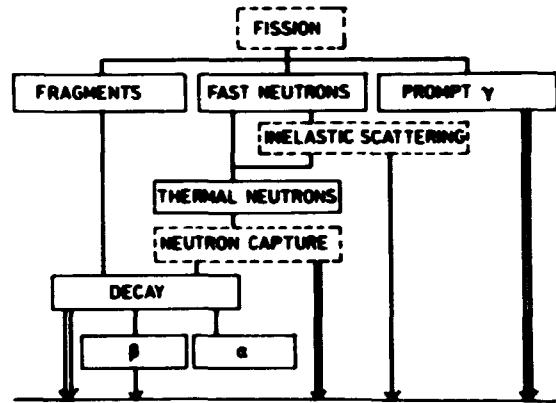 FISSION
FRAGMENTS
FAST NEUTRONS
PROMPT γ
INELASTIC SCATTERING
THERMAL NEUTRONS
NEUTRON CAPTURE
DECAY
β
α